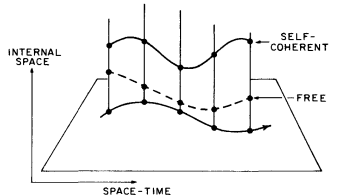 SELF-
COHERENT
INTERNAL
SPACE
FREE
SPACE-TIME